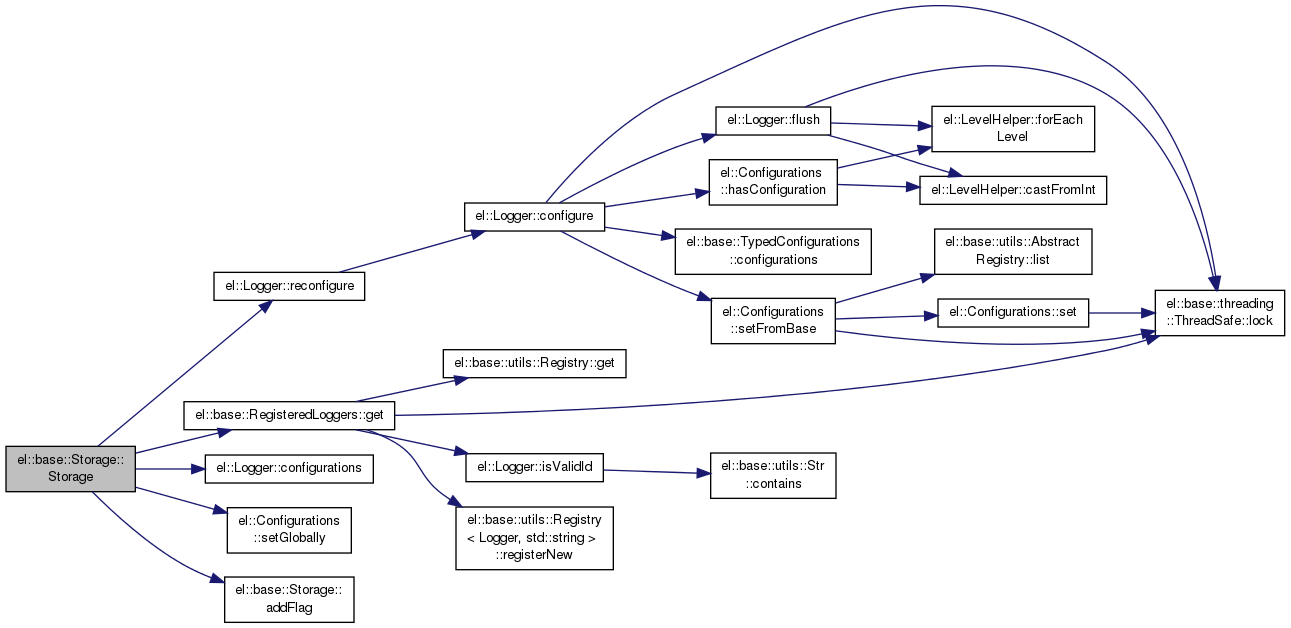 el::Logger::flush
el::LevelHelper::forEach
Level
el::Configurations
::hasConfiguration
el::LevelHelper::castFromInt
el::Logger::configure
el::base::TypedConfigurations
::configurations
el::base::utils::Abstract
Registry::list
el::Logger::reconfigure
el::Configurations
::setFromBase
el::Configurations::set
el::base::threading
::ThreadSafe::lock
el::base::utils::Registry::get
el::base::RegisteredLoggers::get
el::base::Storage::
Storage
el::Logger::configurations
el::Logger::isValidId
el::base::utils::Str
::contains
el::Configurations
::setGlobally
el::base::utils::Registry
< Logger, std::string >
::registerNew
el::base::Storage::
addFlag